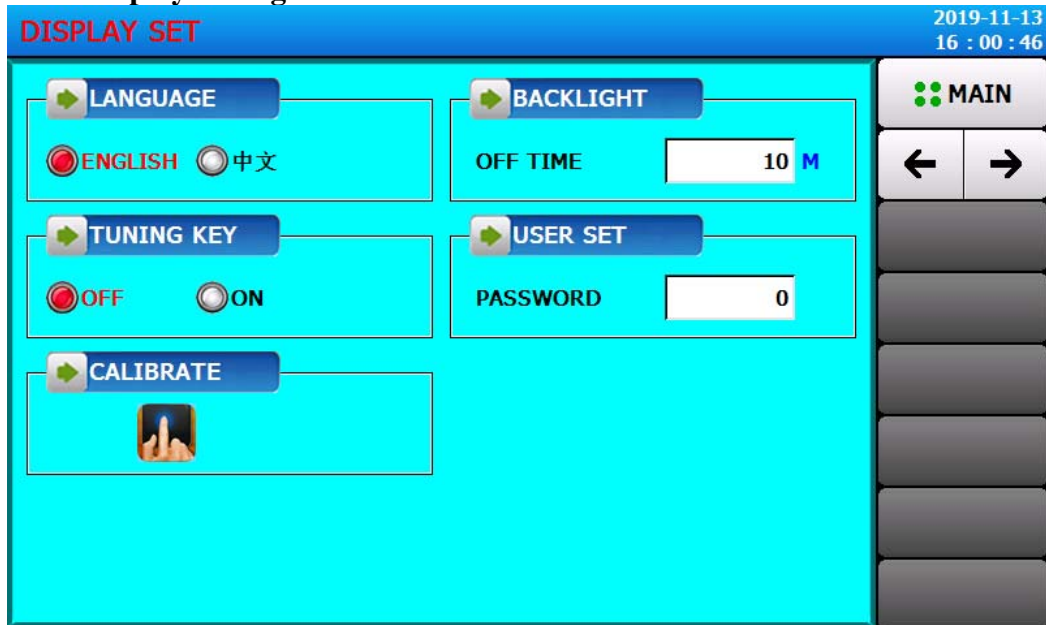 DISPLAY SET
2019-11-13
16 : 00 : 46
LANGUAGE
ENGLISH 中文
BACKLIGHT
OFF TIME 10 M
MAIN
← →
TUNING KEY
OFF ON
USER SET
PASSWORD 0
CALIBRATE